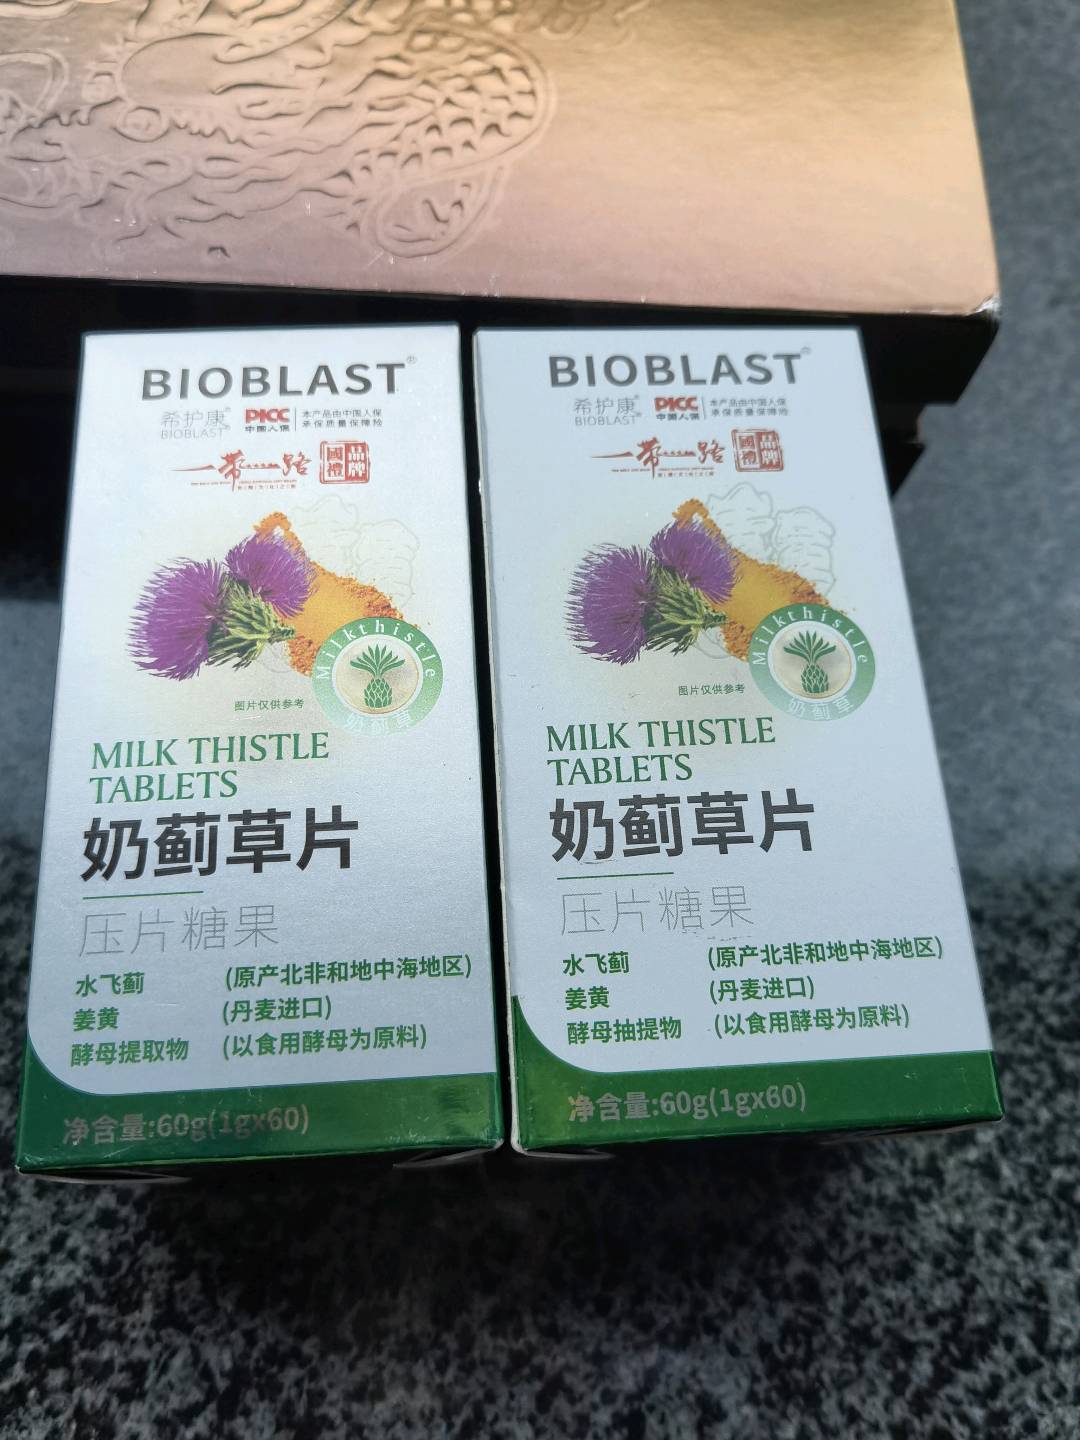 BIOBLAST®
希护康®
BIOBLAST®
PICC
中国人保
本产品由中国人保
承保质量保障险
一带一路
國禮
品牌
Milkthistle
奶蓟草
图片仅供参考
MILK THISTLE
TABLETS
奶蓟草片
压片糖果
水飞蓟 (原产北非和地中海地区)
姜黄 (丹麦进口)
酵母提取物 (以食用酵母为原料)
净含量:60g(1gx60)
BIOBLAST®
希护康®
BIOBLAST®
PICC
中国人保
本产品由中国人保
承保质量保障险
一带一路
國禮
品牌
Milkthistle
奶蓟草
图片仅供参考
MILK THISTLE
TABLETS
奶蓟草片
压片糖果
水飞蓟 (原产北非和地中海地区)
姜黄 (丹麦进口)
酵母抽提物 (以食用酵母为原料)
净含量:60g(1gx60)